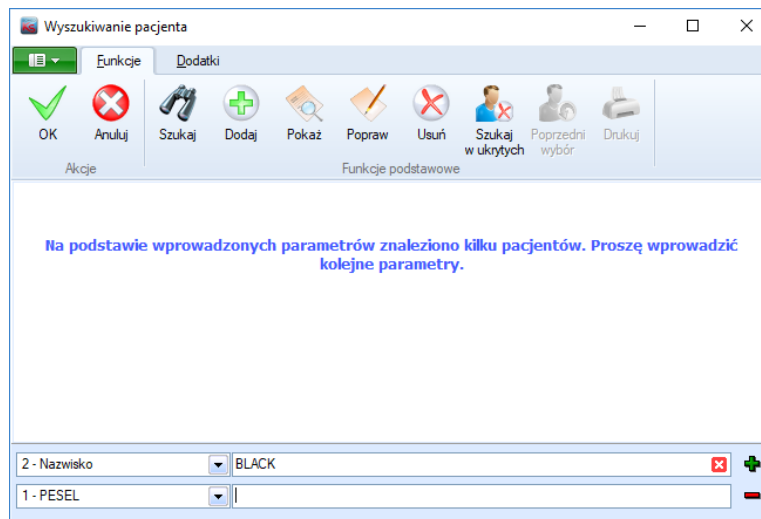 Wyszukiwanie pacjenta
Funkcje Dodatki
OK Anuluj Szukaj Dodaj Pokaż Popraw Usuń Szukaj w ukrytych Poprzedni wybór Drukuj
Akcje Funkcje podstawowe
Na podstawie wprowadzonych parametrów znaleziono kilku pacjentów. Proszę wprowadzić
kolejne parametry.
2 - Nazwisko BLACK
1 - PESEL